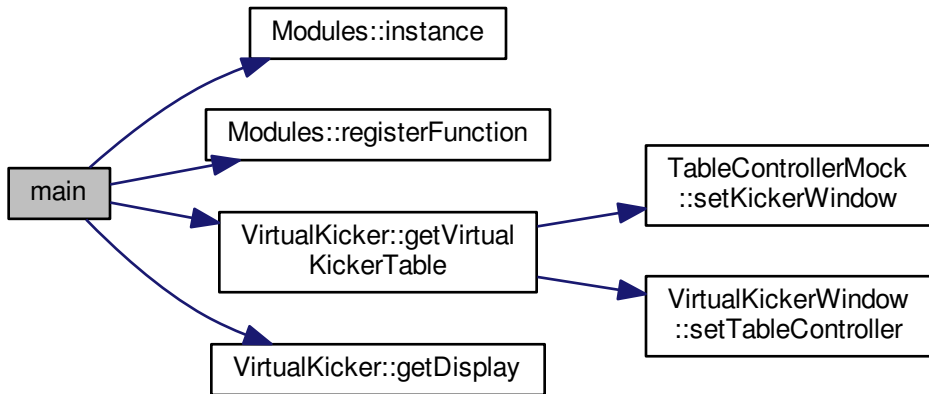 main
Modules::instance
Modules::registerFunction
VirtualKicker::getVirtual
KickerTable
VirtualKicker::getDisplay
TableControllerMock
::setKickerWindow
VirtualKickerWindow
::setTableController